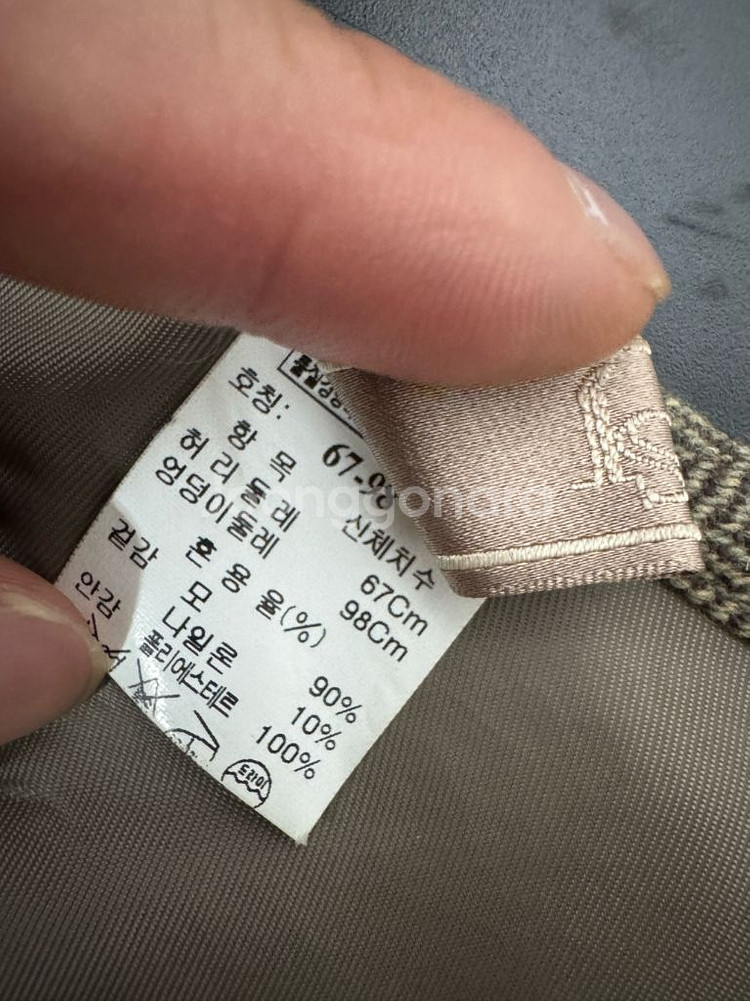 호칭: 67-9
항 목 신체치수
허리둘레 67Cm
엉덩이둘레 98Cm
혼 용 율(%)
겉감 모 90%
나일론 10%
안감 폴리에스테르 100%